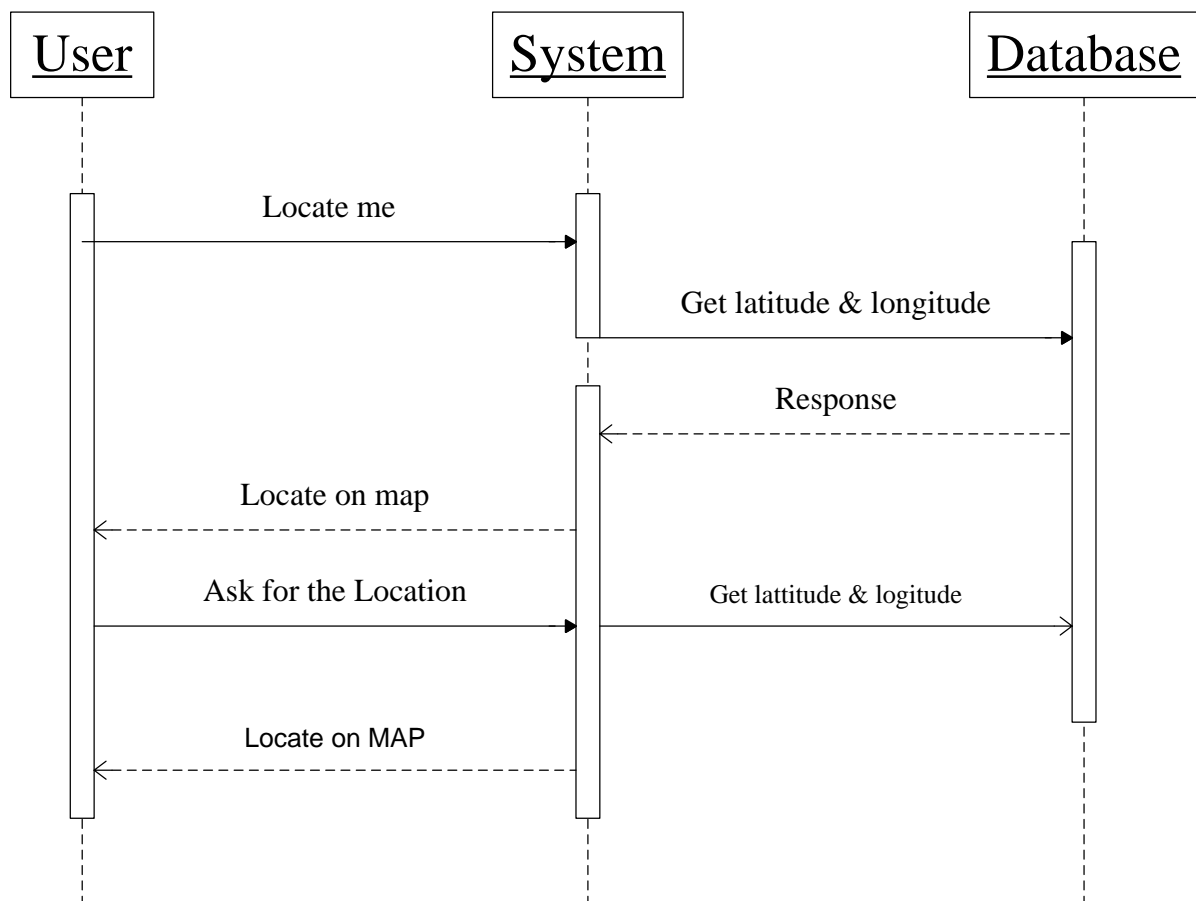 User
System
Database
Locate me
Get latitude & longitude
Response
Locate on map
Ask for the Location
Get lattitude & logitude
Locate on MAP